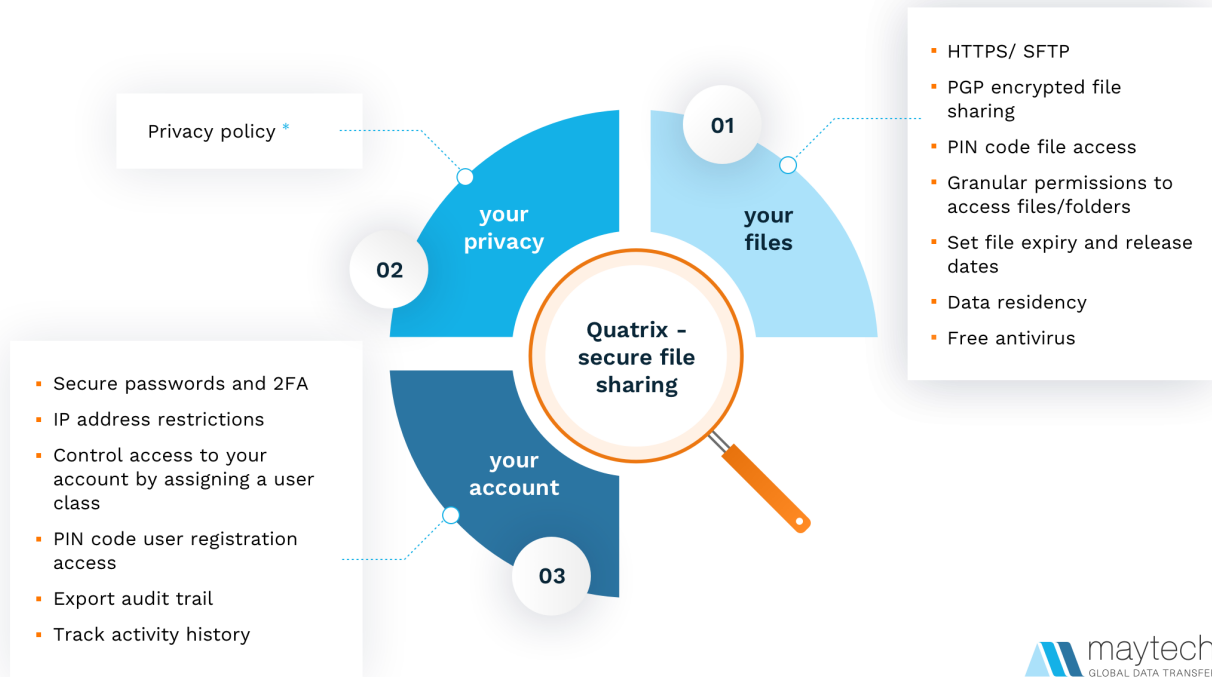 HTTPS/ SFTP
PGP encrypted file
sharing
PIN code file access
Granular permissions to
access files/folders
Set file expiry and release
dates
Data residency
Free antivirus
01
your
files
Privacy policy *
your
privacy
02
Quatrix -
secure file
sharing
Secure passwords and 2FA
IP address restrictions
Control access to your
account by assigning a user
class
PIN code user registration
access
Export audit trail
Track activity history
your
account
03
maytech
GLOBAL DATA TRANSFER